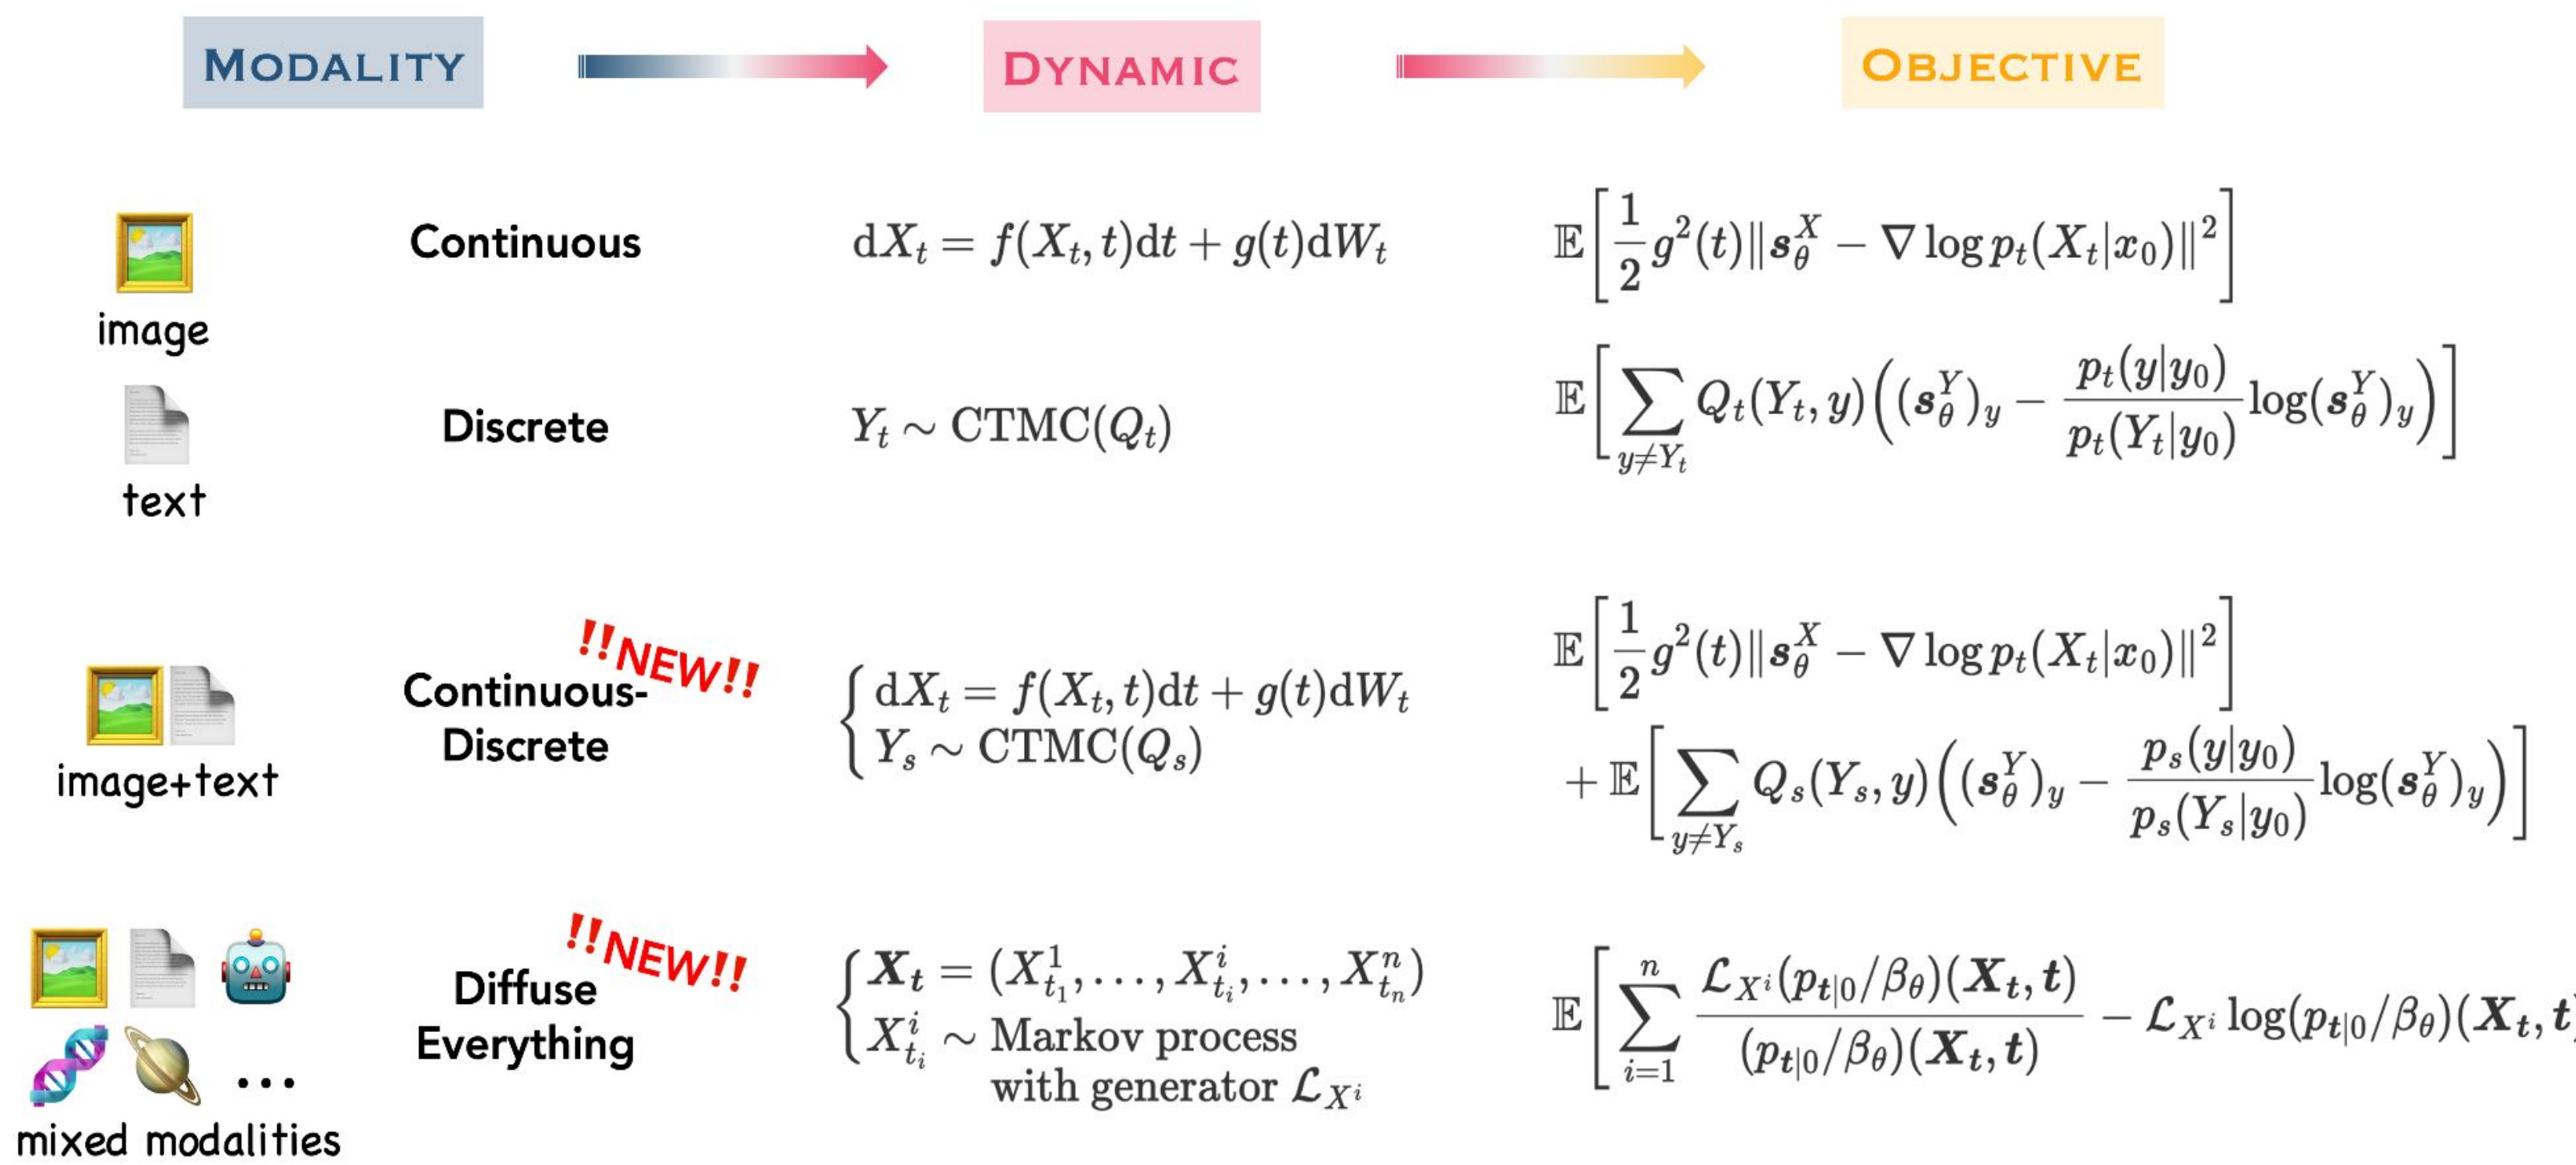 MODALITY
DYNAMIC
OBJECTIVE
image
Continuous
dX_t = f(X_t, t)dt + g(t)dW_t
𝔼[1/2 g²(t)‖s_θ^X − ∇ log p_t(X_t|x_0)‖²]
text
Discrete
Y_t ∼ CTMC(Q_t)
𝔼[∑_{y≠Y_t} Q_t(Y_t, y)((s_θ^Y)_y − p_t(y|y_0)/p_t(Y_t|y_0) log(s_θ^Y)_y)]
image+text
!!NEW!!
Continuous-
Discrete
{ dX_t = f(X_t, t)dt + g(t)dW_t
Y_s ∼ CTMC(Q_s)
𝔼[1/2 g²(t)‖s_θ^X − ∇ log p_t(X_t|x_0)‖²]
+ 𝔼[∑_{y≠Y_s} Q_s(Y_s, y)((s_θ^Y)_y − p_s(y|y_0)/p_s(Y_s|y_0) log(s_θ^Y)_y)]
...
mixed modalities
!!NEW!!
Diffuse
Everything
{ X_t = (X_{t_1}^1, ..., X_{t_i}^i, ..., X_{t_n}^n)
X_{t_i}^i ∼ Markov process
with generator ℒ_{X^i}
𝔼[∑_{i=1}^n ℒ_{X^i}(p_{t|0}/β_θ)(X_t, t)/(p_{t|0}/β_θ)(X_t, t) − ℒ_{X^i} log(p_{t|0}/β_θ)(X_t, t)